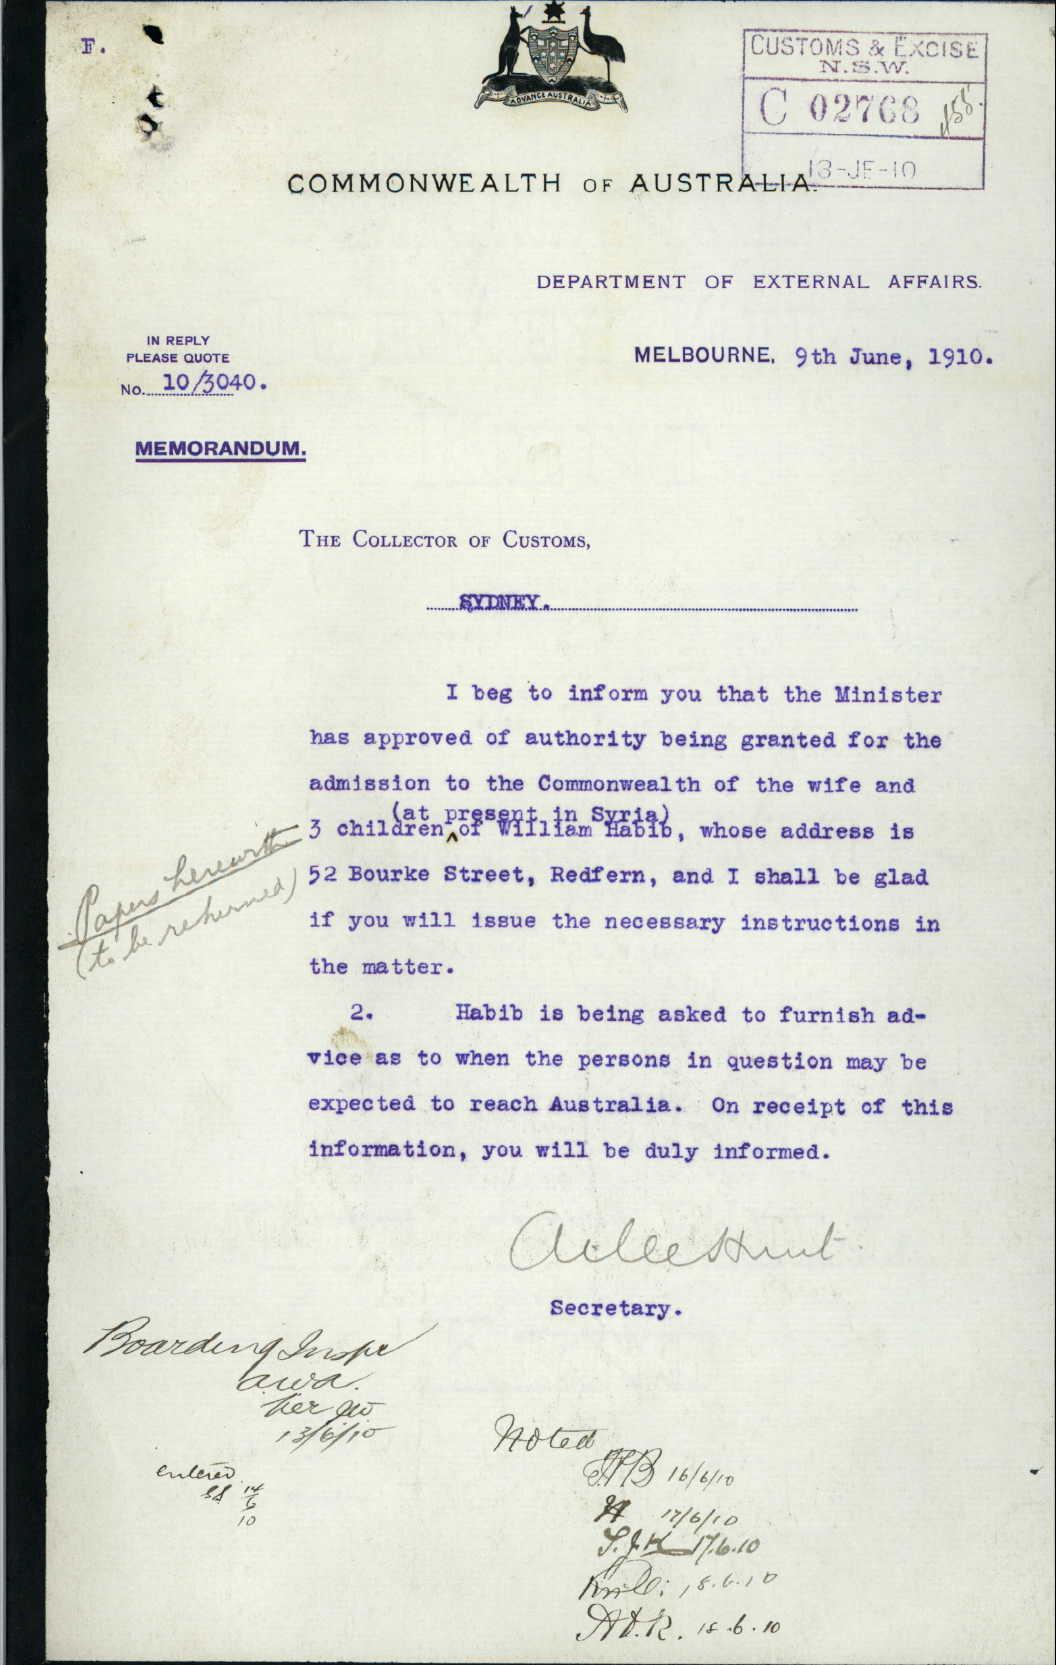 F.
ADVANCE AUSTRALIA
CUSTOMS & EXCISE
N.S.W.
C 02768
13-JE-10
COMMONWEALTH OF AUSTRALIA.
DEPARTMENT OF EXTERNAL AFFAIRS.
IN REPLY
PLEASE QUOTE
No. 10/3040.
MELBOURNE, 9th June, 1910.
MEMORANDUM.
THE COLLECTOR OF CUSTOMS,
SYDNEY.
I beg to inform you that the Minister
has approved of authority being granted for the
admission to the Commonwealth of the wife and
(at present in Syria)
3 children ^ of William Habib, whose address is
52 Bourke Street, Redfern, and I shall be glad
if you will issue the necessary instructions in
the matter.
Papers herewith
(to be returned)
2. Habib is being asked to furnish ad-
vice as to when the persons in question may be
expected to reach Australia. On receipt of this
information, you will be duly informed.
Atlee Hunt
Secretary.
Boarding Inspr
13/6/10
entered
14
6
10
Noted
16/6/10
17/6/10
T.J.K 17.6.10
18.6.10
18.6.10